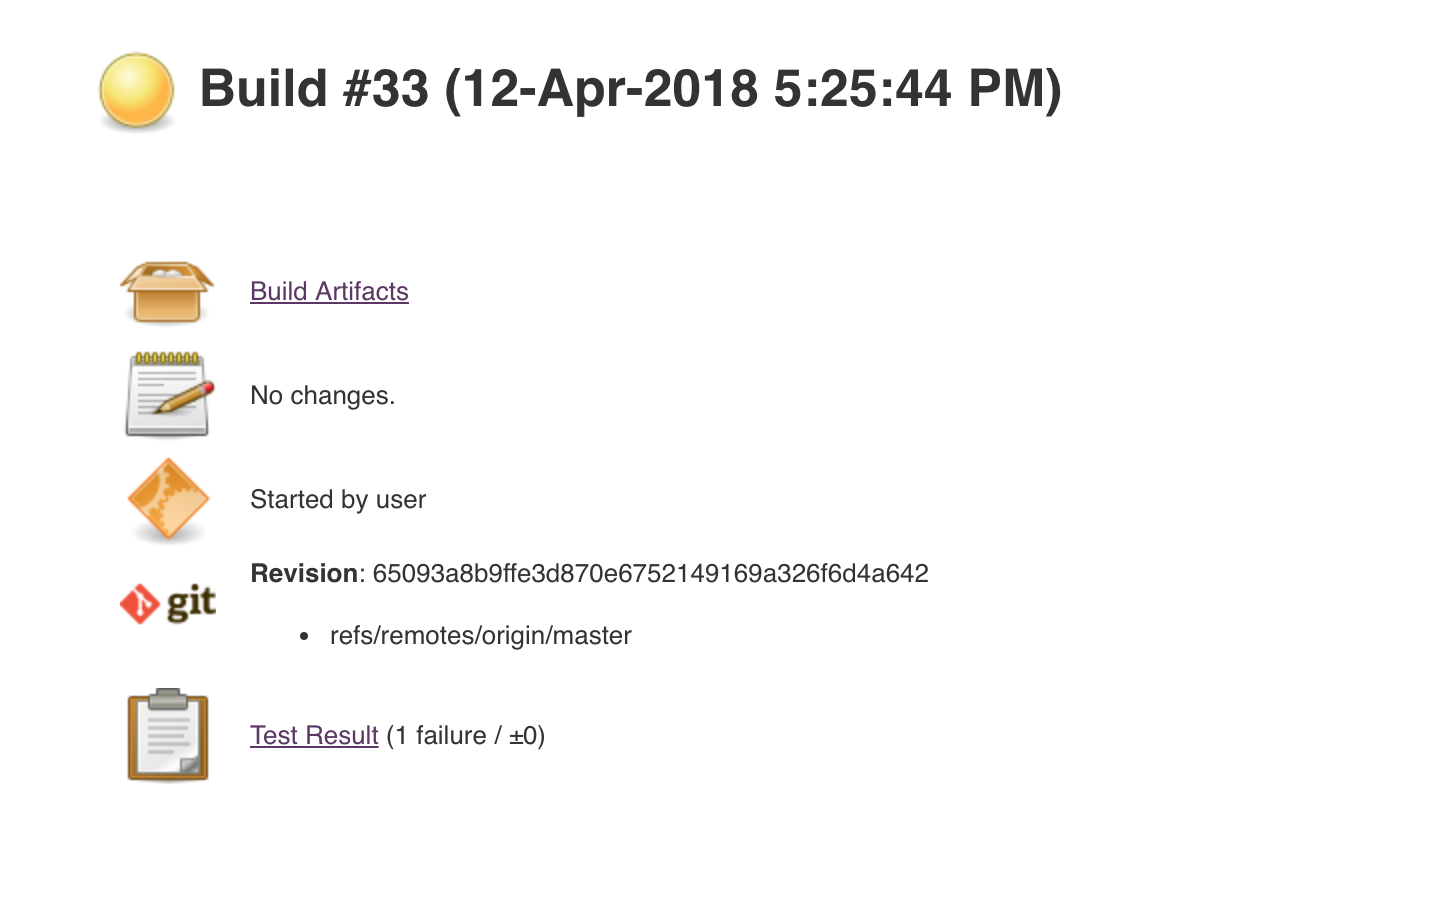 Build #33 (12-Apr-2018 5:25:44 PM)
Build Artifacts
No changes.
Started by user
Revision: 65093a8b9ffe3d870e6752149169a326f6d4a642
git
• refs/remotes/origin/master
Test Result (1 failure / ±0)